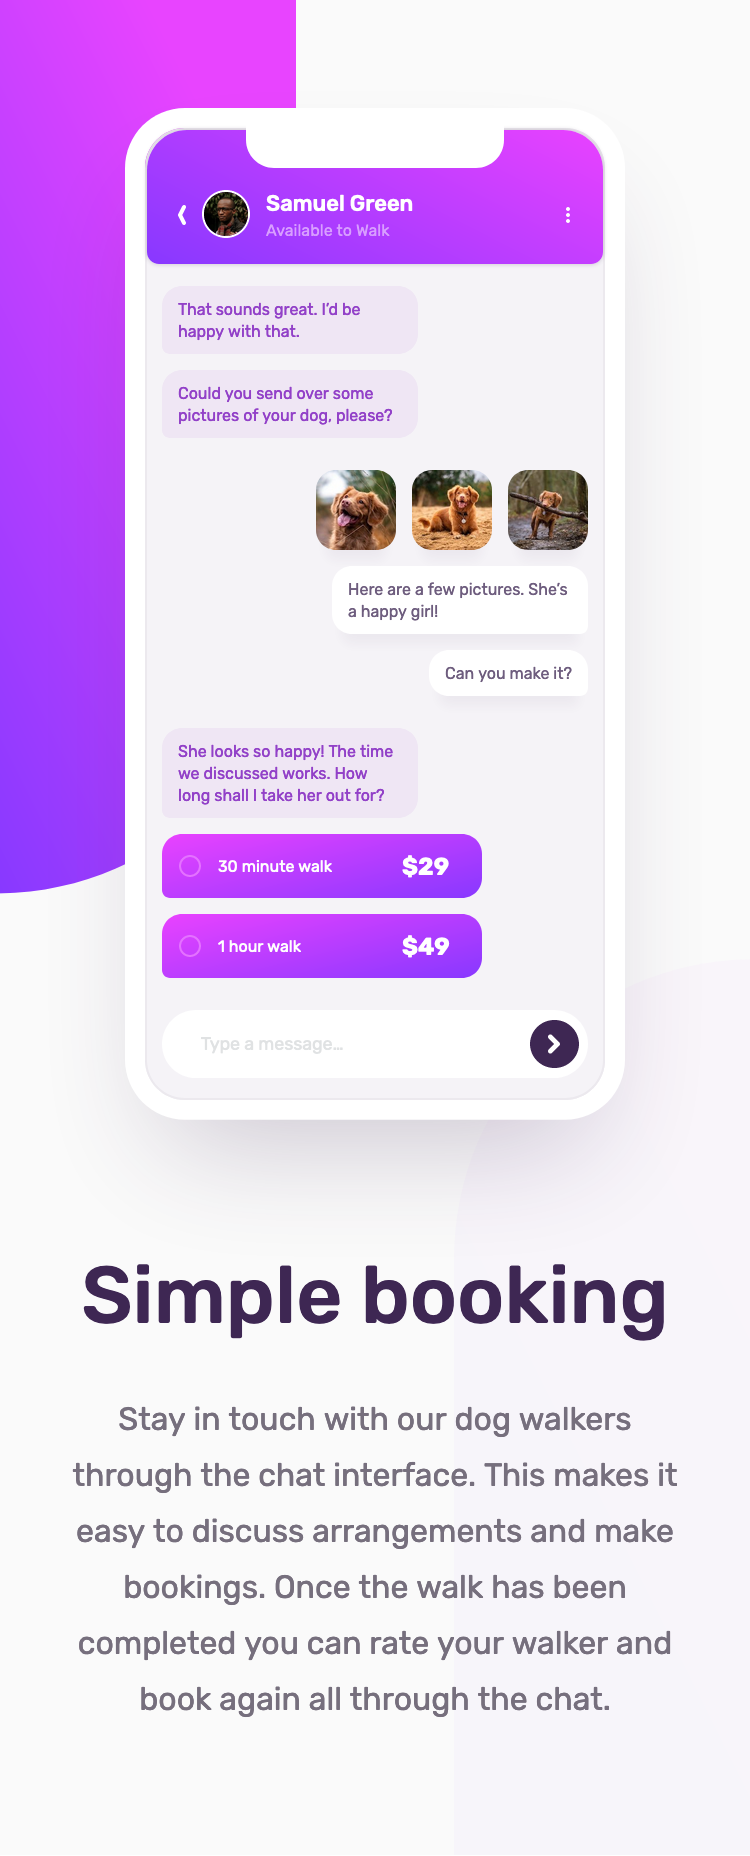 Samuel Green
Available to Walk
That sounds great. I’d be
happy with that.
Could you send over some
pictures of your dog, please?
Here are a few pictures. She’s
a happy girl!
Can you make it?
She looks so happy! The time
we discussed works. How
long shall I take her out for?
30 minute walk $29
1 hour walk $49
Type a message…
Simple booking
Stay in touch with our dog walkers
through the chat interface. This makes it
easy to discuss arrangements and make
bookings. Once the walk has been
completed you can rate your walker and
book again all through the chat.